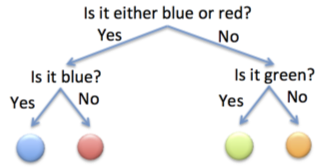 Is it either blue or red?
Yes No
Is it blue? Is it green?
Yes No Yes No